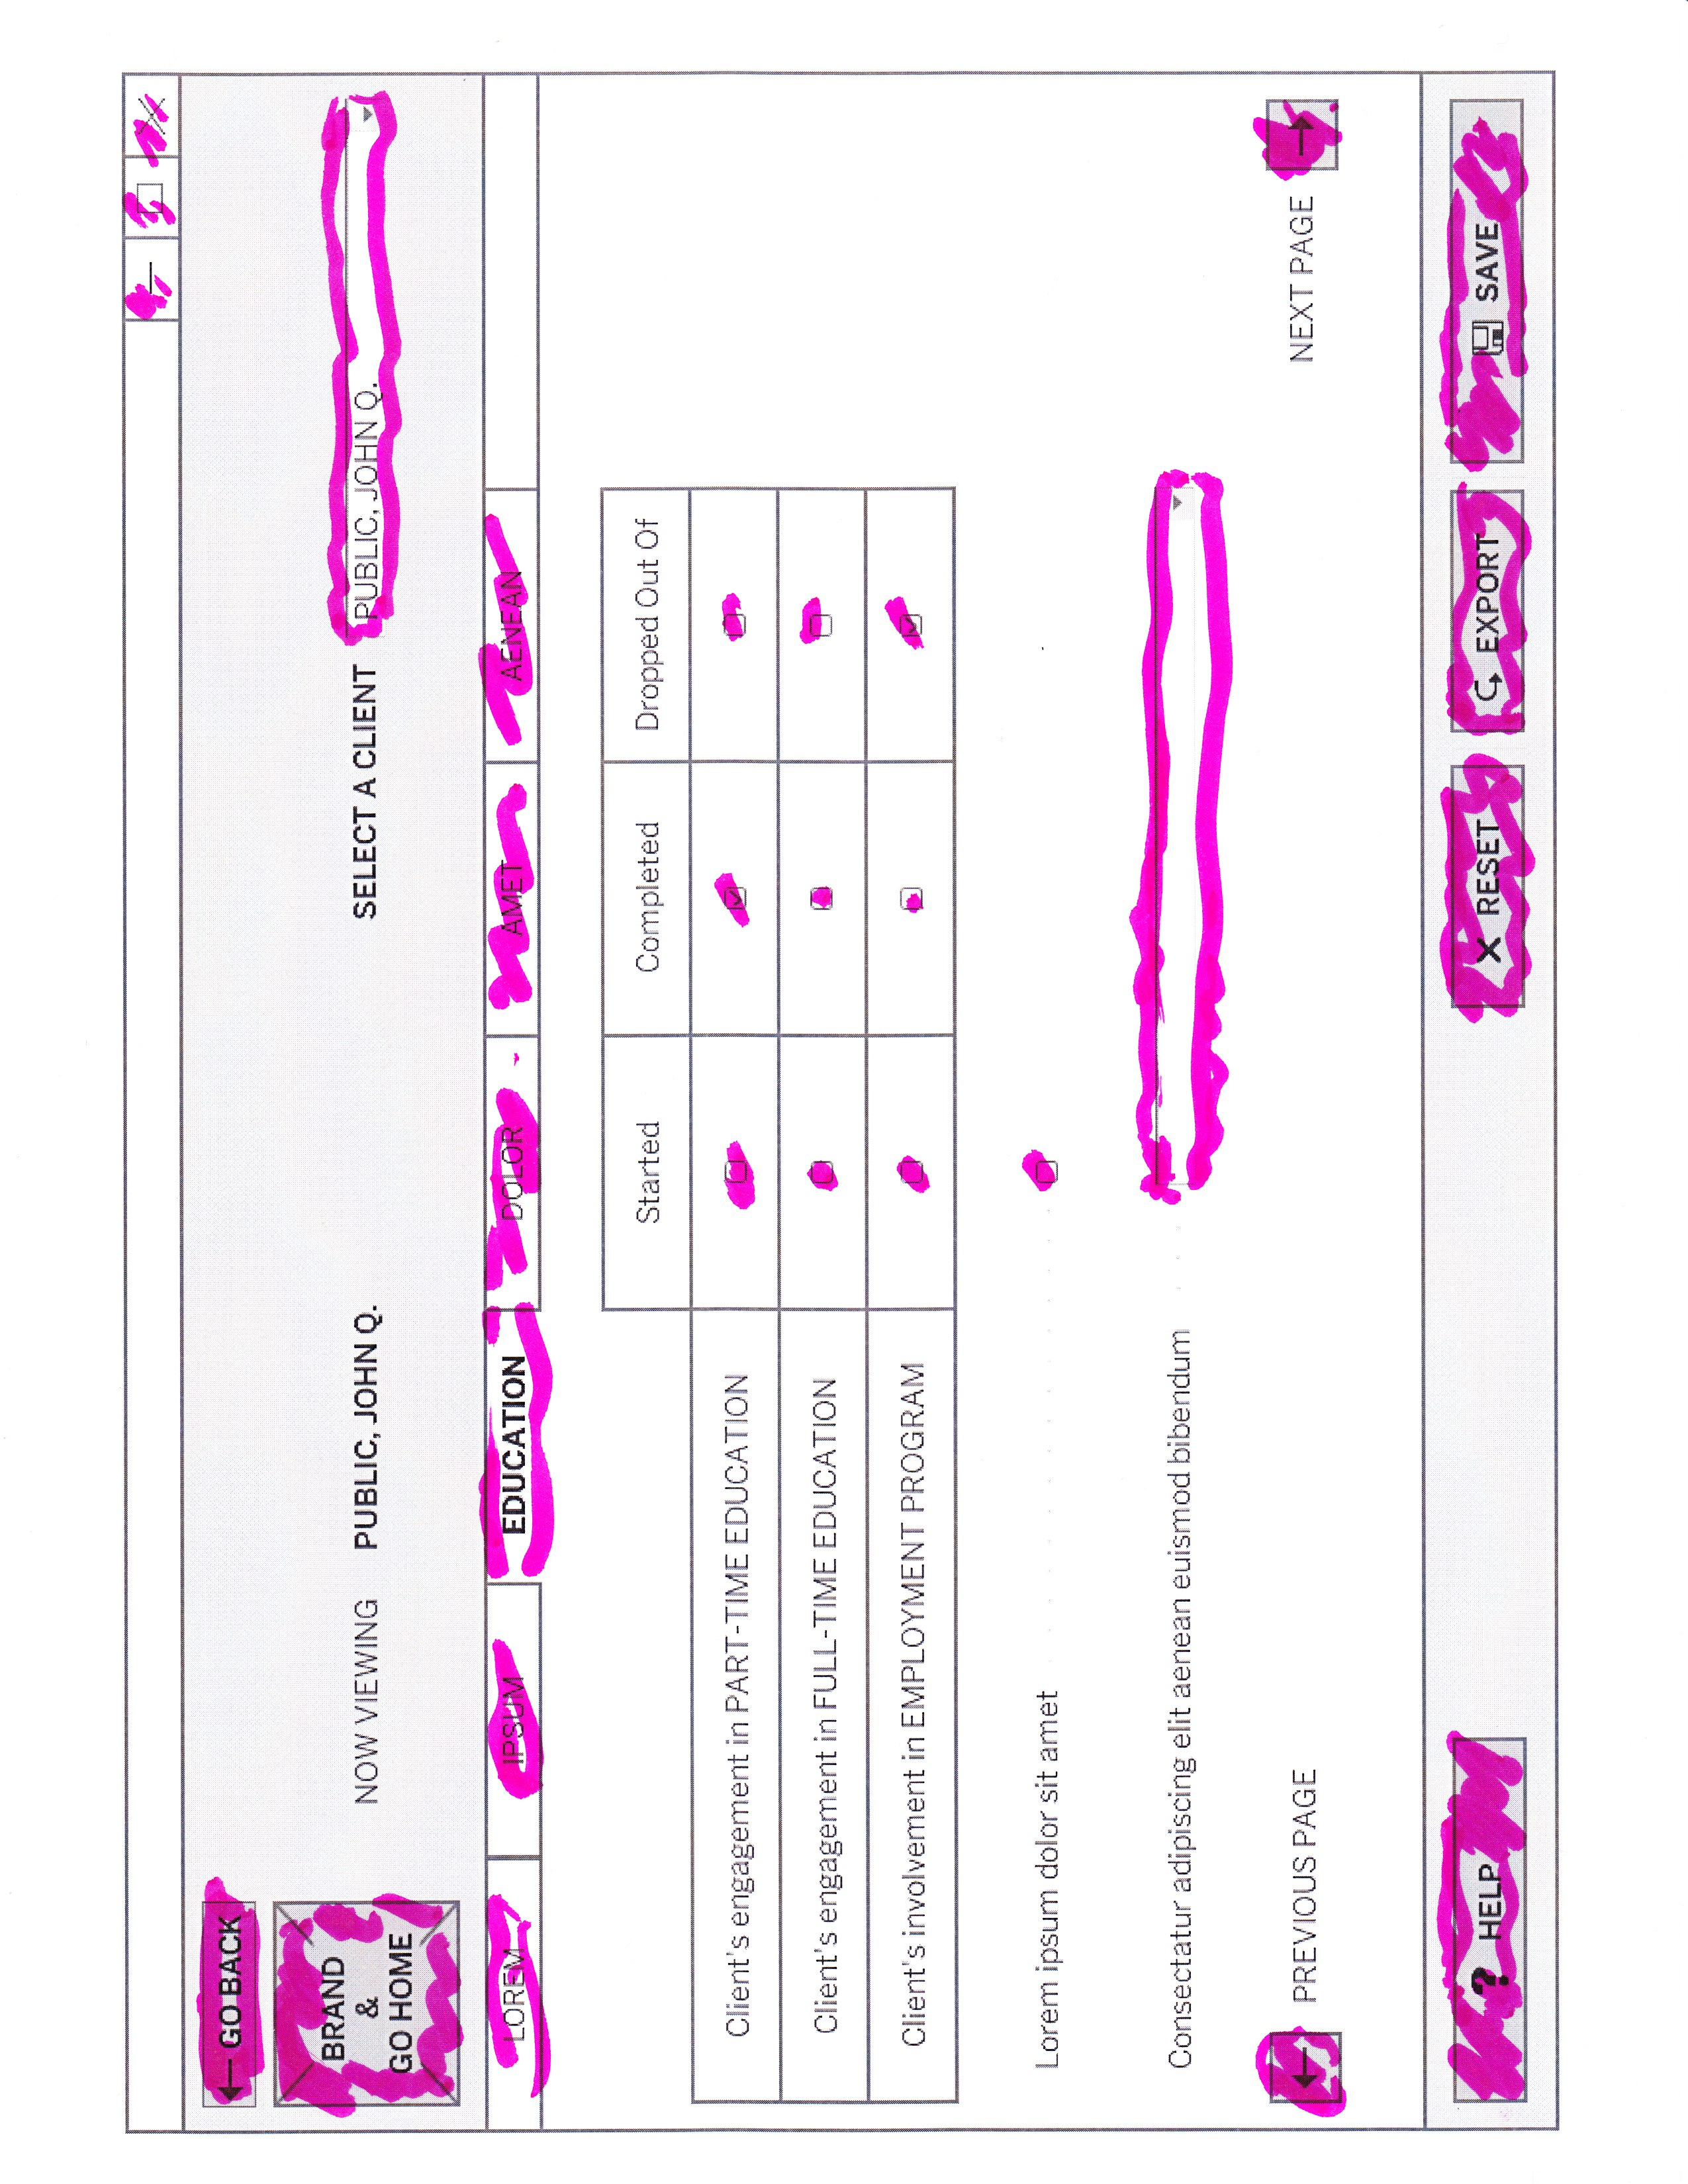 GO BACK
BRAND
&
GO HOME
NOW VIEWING PUBLIC, JOHN Q.
SELECT A CLIENT PUBLIC, JOHN Q.
LOREM IPSUM EDUCATION DOLOR AMET AENEAN
Started Completed Dropped Out Of
Client's engagement in PART-TIME EDUCATION
Client's engagement in FULL-TIME EDUCATION
Client's involvement in EMPLOYMENT PROGRAM
Lorem ipsum dolor sit amet
Consectatur adipiscing elit aenean euismod bibendum
PREVIOUS PAGE NEXT PAGE
? HELP RESET EXPORT SAVE